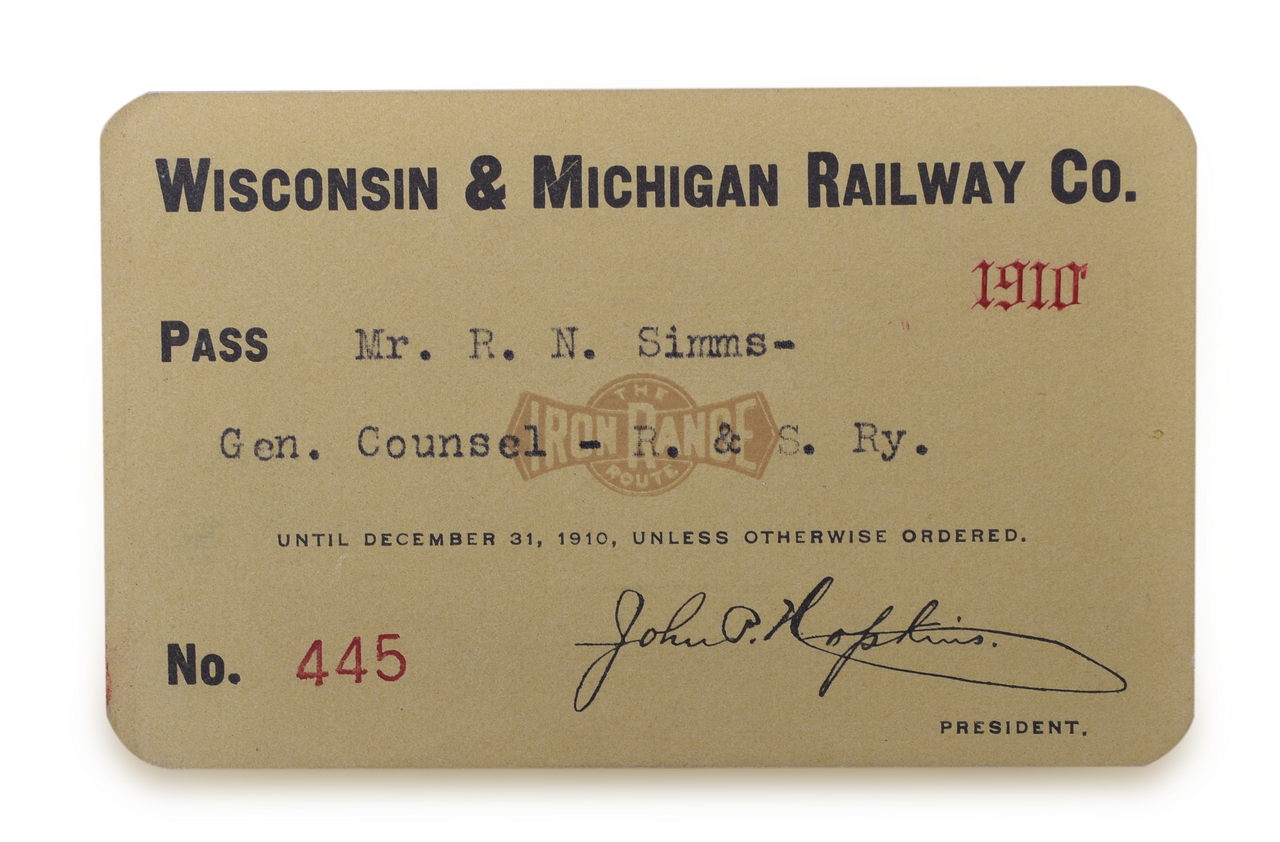 WISCONSIN & MICHIGAN RAILWAY CO.
1910
PASS Mr. R. N. Simms-
THE
IRON RANGE
ROUTE
Gen. Counsel - R. & S. Ry.
UNTIL DECEMBER 31, 1910, UNLESS OTHERWISE ORDERED.
No. 445
John P. Hopkins.
PRESIDENT.